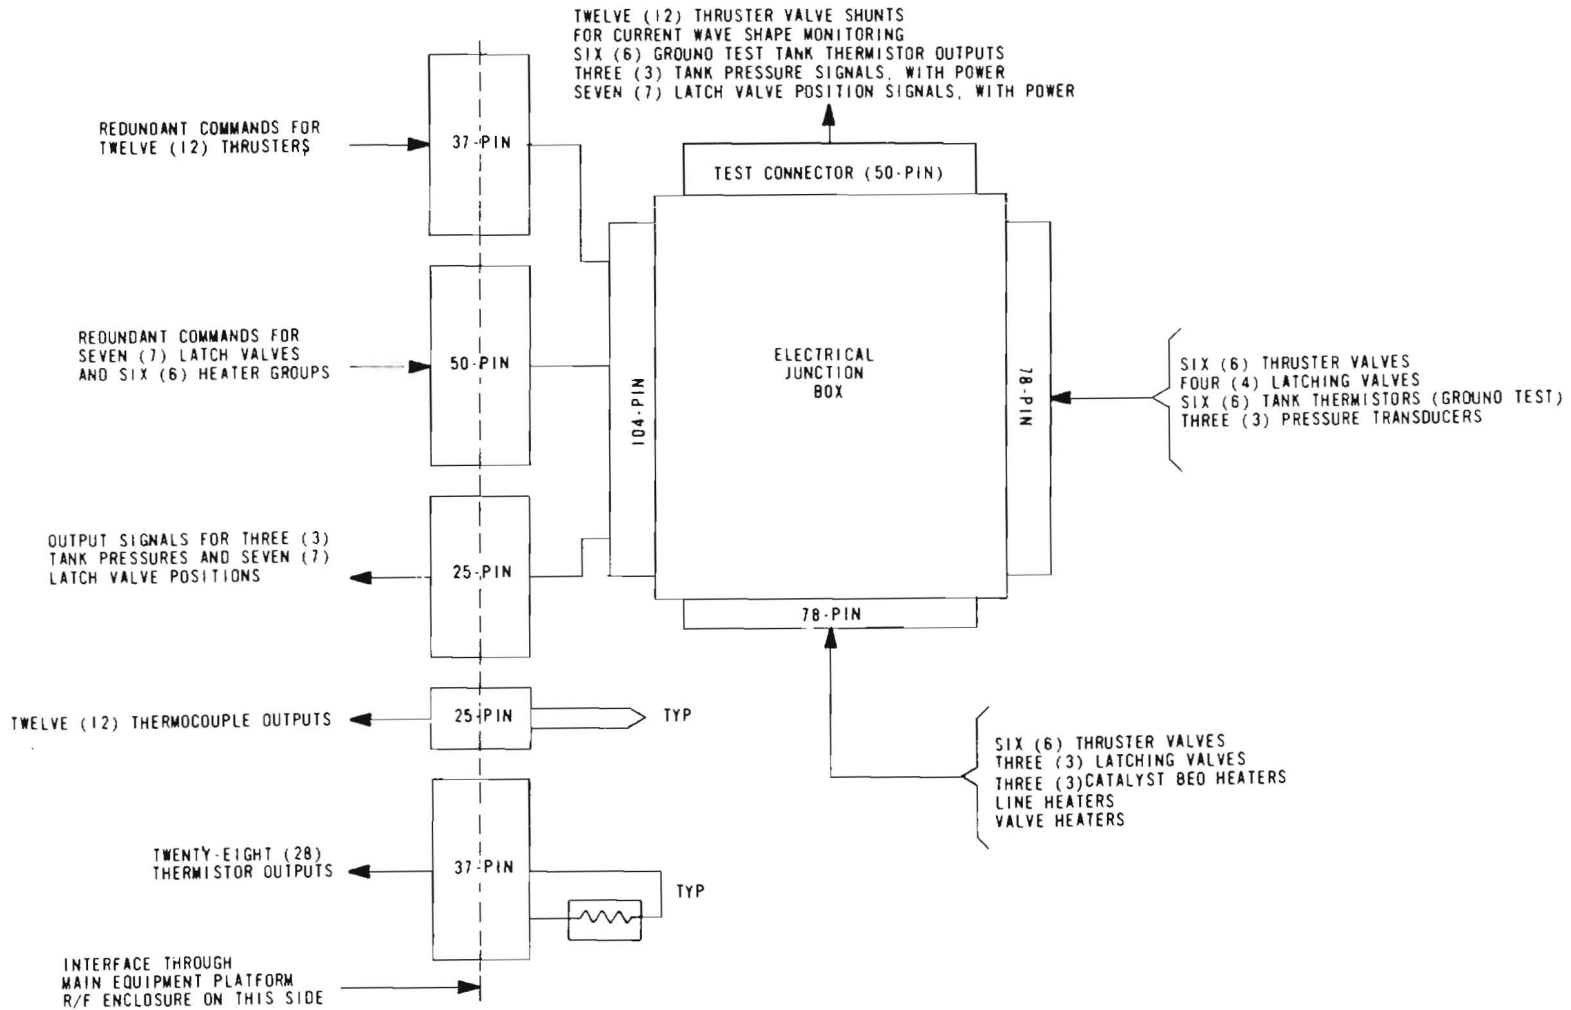 TWELVE (12) THRUSTER VALVE SHUNTS
FOR CURRENT WAVE SHAPE MONITORING
SIX (6) GROUNO TEST TANK THERMISTOR OUTPUTS
THREE (3) TANK PRESSURE SIGNALS, WITH POWER
SEVEN (7) LATCH VALVE POSITION SIGNALS, WITH POWER
REDUNDANT COMMANDS FOR
TWELVE (12) THRUSTERS
37-PIN
TEST CONNECTOR (50-PIN)
REDUNDANT COMMANDS FOR
SEVEN (7) LATCH VALVES
AND SIX (6) HEATER GROUPS
50-PIN
104-PIN
ELECTRICAL
JUNCTION
BOX
78-PIN
SIX (6) THRUSTER VALVES
FOUR (4) LATCHING VALVES
SIX (6) TANK THERMISTORS (GROUNO TEST)
THREE (3) PRESSURE TRANSDUCERS
OUTPUT SIGNALS FOR THREE (3)
TANK PRESSURES AND SEVEN (7)
LATCH VALVE POSITIONS
25-PIN
78-PIN
TWELVE (12) THERMOCOUPLE OUTPUTS
25-PIN
TYP
SIX (6) THRUSTER VALVES
THREE (3) LATCHING VALVES
THREE (3)CATALYST BEO HEATERS
LINE HEATERS
VALVE HEATERS
TWENTY-EIGHT (28)
THERMISTOR OUTPUTS
37-PIN
TYP
INTERFACE THROUGH
MAIN EQUIPMENT PLATFORM
R/F ENCLOSURE ON THIS SIDE